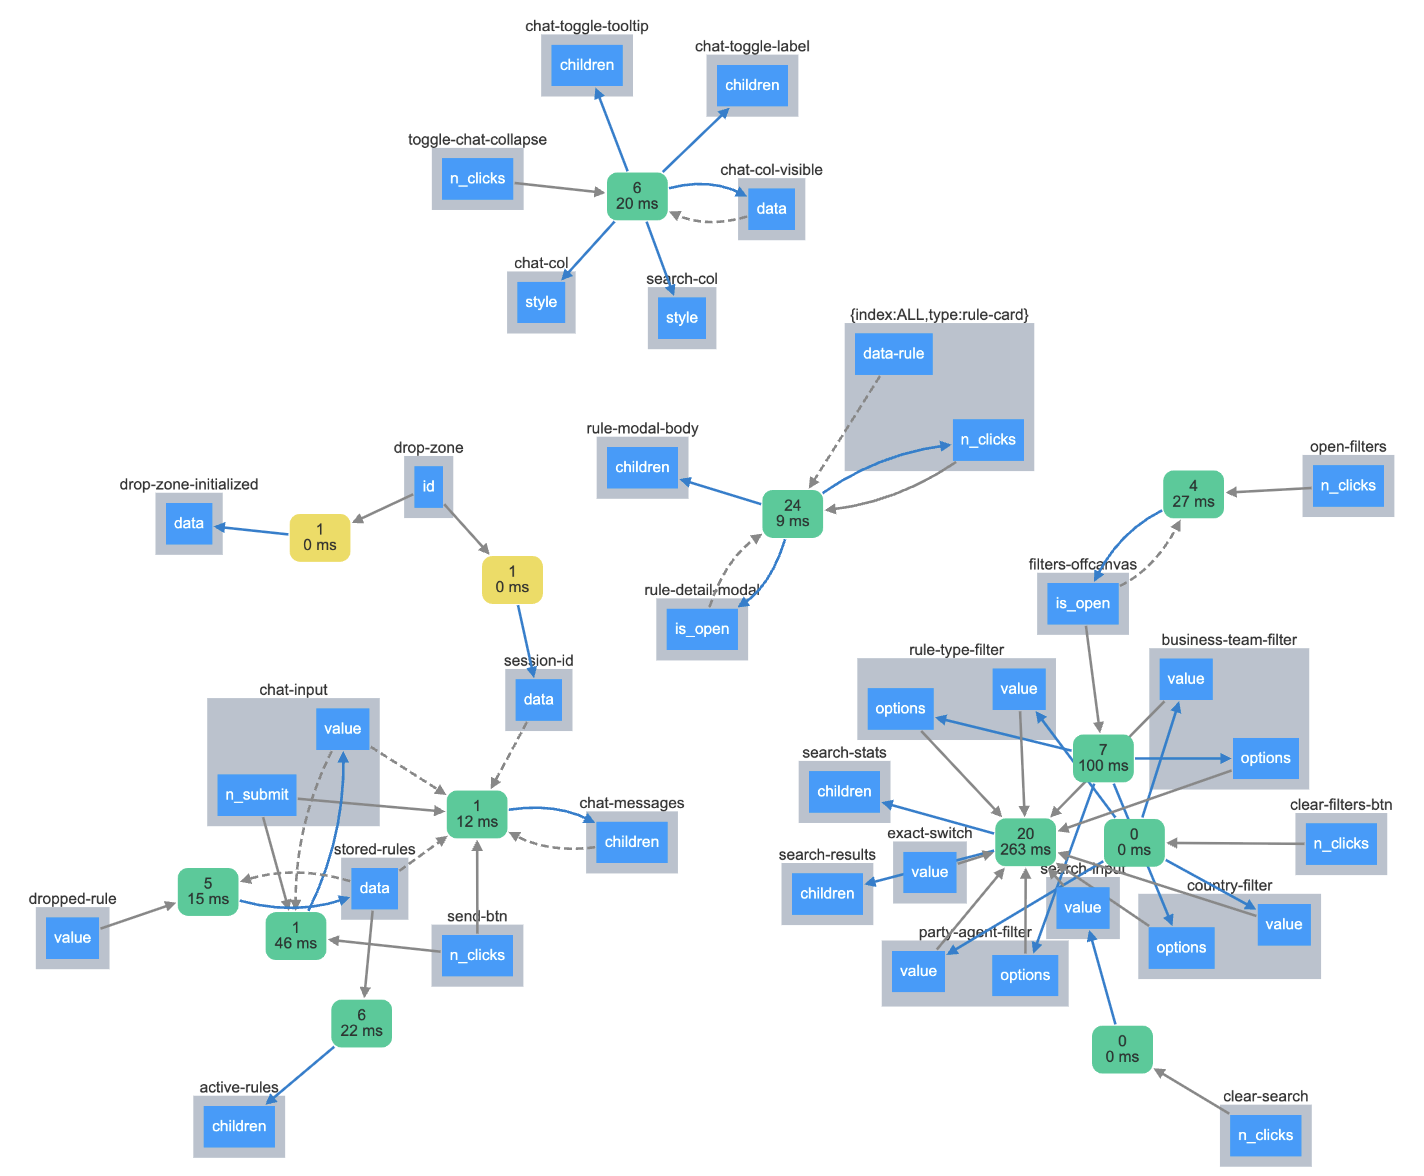 chat-toggle-tooltip
children
chat-toggle-label
children
toggle-chat-collapse
n_clicks
6
20 ms
chat-col-visible
data
chat-col
style
search-col
style
{index:ALL,type:rule-card}
data-rule
n_clicks
rule-modal-body
children
24
9 ms
rule-detail-modal
is_open
drop-zone
id
drop-zone-initialized
data
1
0 ms
1
0 ms
session-id
data
chat-input
value
n_submit
1
12 ms
chat-messages
children
stored-rules
data
5
15 ms
dropped-rule
value
1
46 ms
send-btn
n_clicks
6
22 ms
active-rules
children
open-filters
n_clicks
4
27 ms
filters-offcanvas
is_open
business-team-filter
value
options
rule-type-filter
value
options
7
100 ms
search-stats
children
clear-filters-btn
n_clicks
20
263 ms
0
0 ms
exact-switch
value
search-results
children
search-input
value
country-filter
value
options
party-agent-filter
value
options
0
0 ms
clear-search
n_clicks